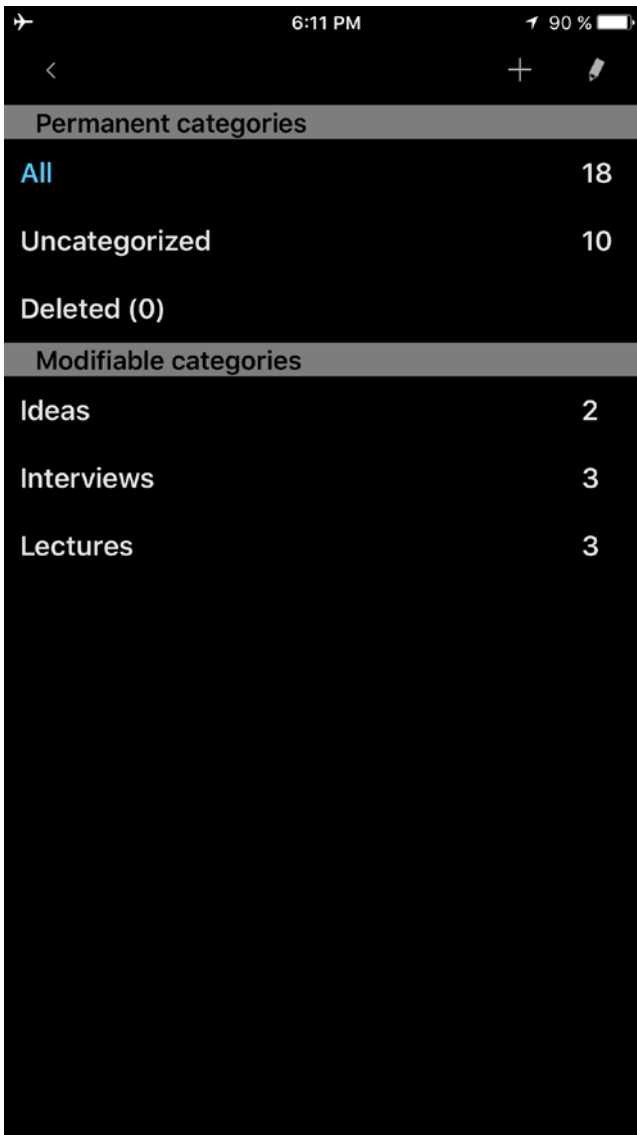 6:11 PM 90 %
Permanent categories
All 18
Uncategorized 10
Deleted (0)
Modifiable categories
Ideas 2
Interviews 3
Lectures 3